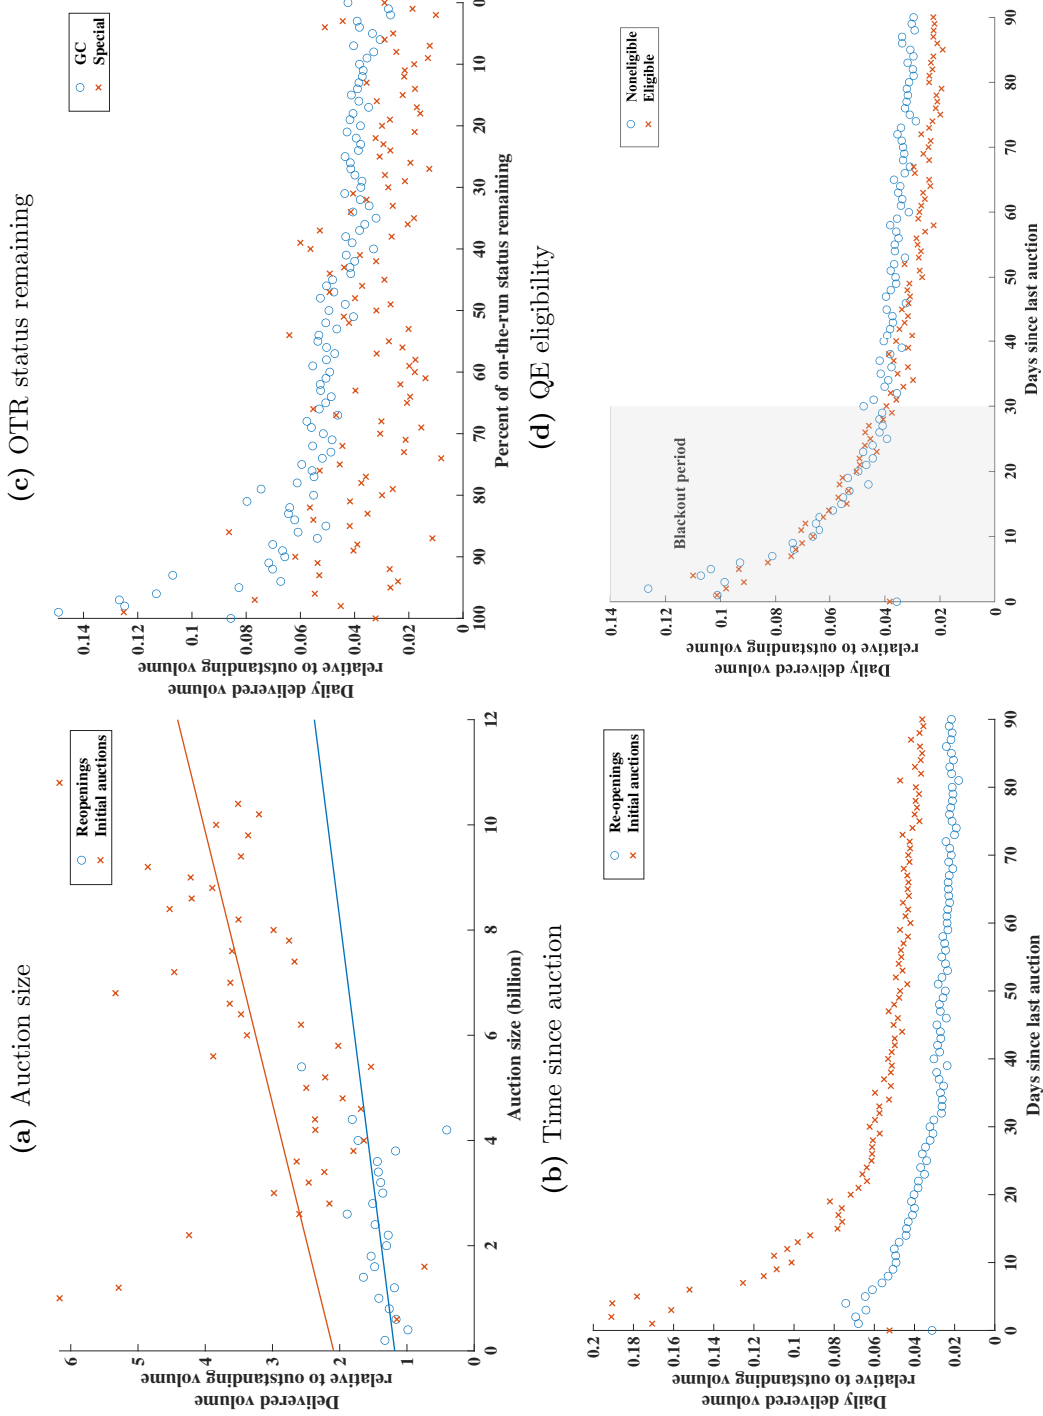 (a) Auction size
Delivered volume
relative to outstanding volume
6
5
4
3
2
1
0
0
2
4
6
8
10
12
Auction size (billion)
Reopenings
Initial auctions
(b) Time since auction
Daily delivered volume
relative to outstanding volume
0.2
0.18
0.16
0.14
0.12
0.1
0.08
0.06
0.04
0.02
0
0
10
20
30
40
50
60
70
80
90
Days since last auction
Re-openings
Initial auctions
(c) OTR status remaining
Daily delivered volume
relative to outstanding volume
0.14
0.12
0.1
0.08
0.06
0.04
0.02
0
100
90
80
70
60
50
40
30
20
10
0
Percent of on-the-run status remaining
GC
Special
(d) QE eligibility
Daily delivered volume
relative to outstanding volume
0.14
0.12
0.1
0.08
0.06
0.04
0.02
0
0
10
20
30
40
50
60
70
80
90
Days since last auction
Blackout period
Noneligible
Eligible